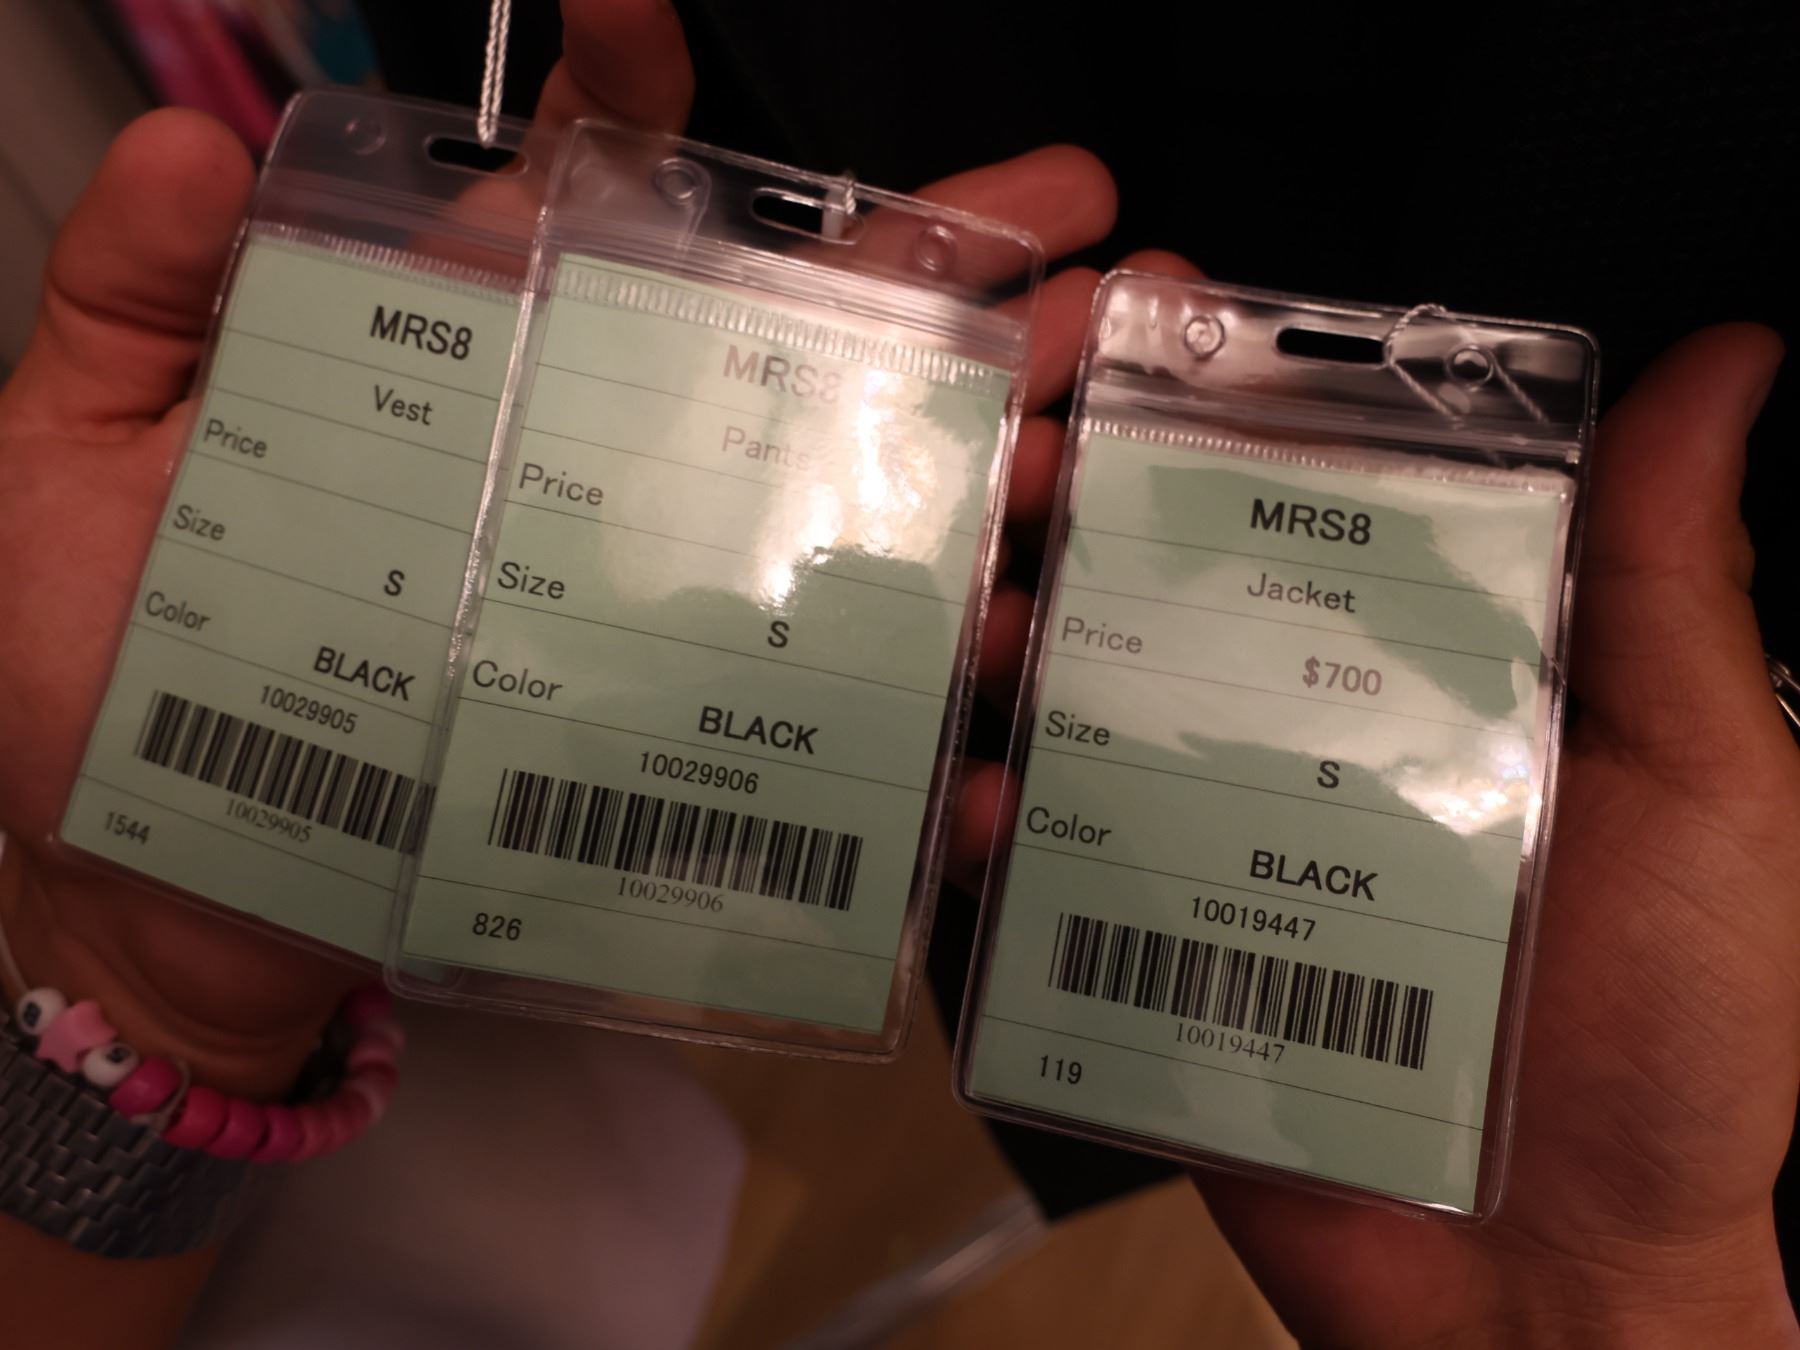 MRS8
Vest
Price
Size
S
Color
BLACK
10029905
10029905
1544
MRS8
Pants
Price
Size
S
Color
BLACK
10029906
10029906
826
MRS8
Jacket
Price
$700
Size
S
Color
BLACK
10019447
10019447
119